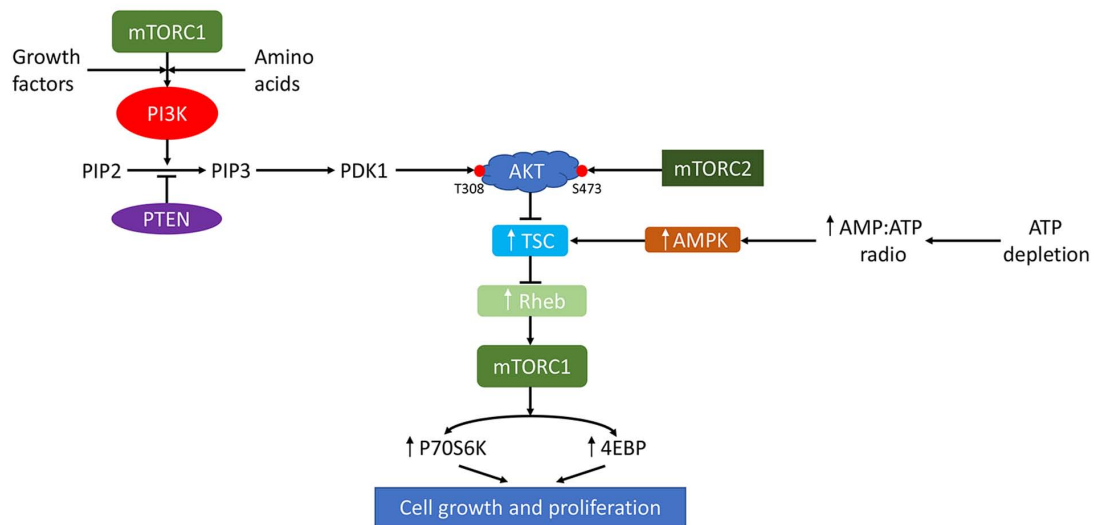 mTORC1
Growth
factors
Amino
acids
PI3K
PIP2
PIP3
PDK1
AKT
T308
S473
mTORC2
PTEN
↑ TSC
↑ AMPK
↑ AMP:ATP
radio
ATP
depletion
↑ Rheb
mTORC1
↑ P70S6K
↑ 4EBP
Cell growth and proliferation